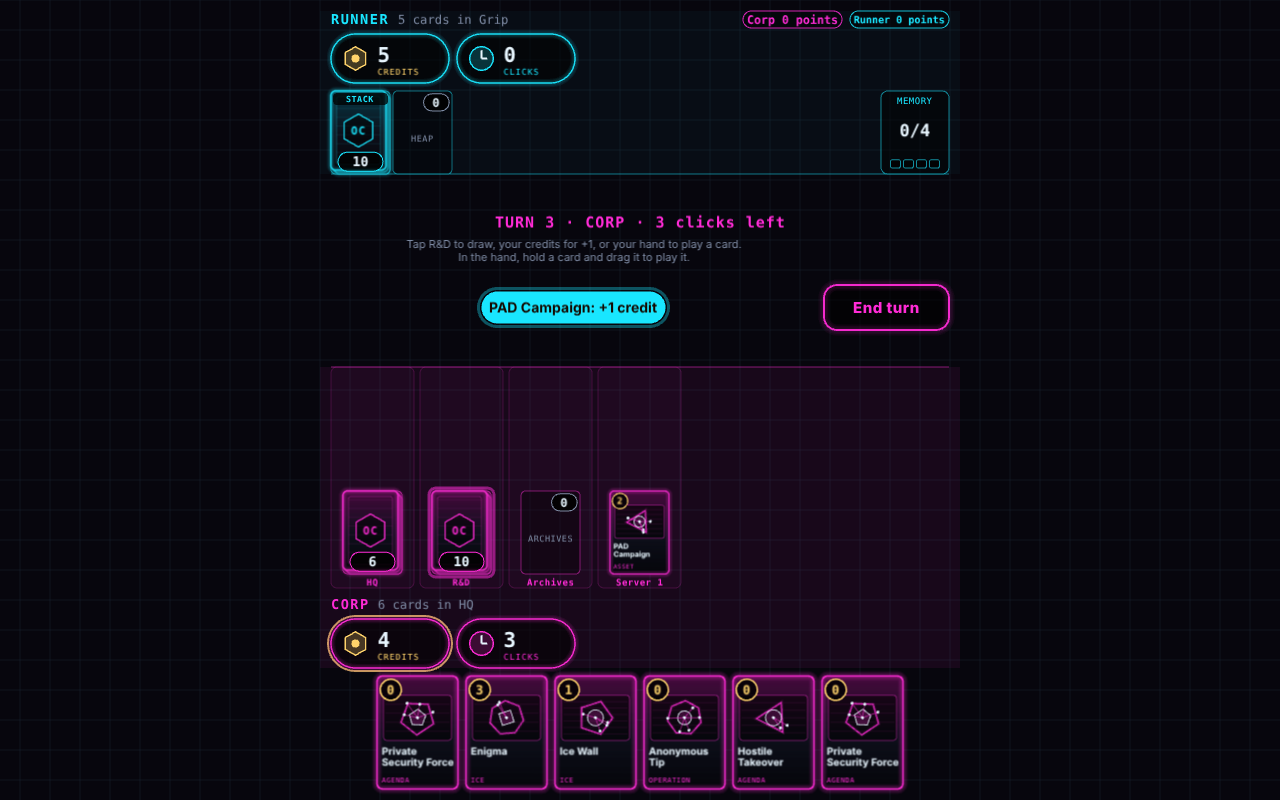 RUNNER 5 cards in Grip
Corp 0 points
Runner 0 points
5
CREDITS
0
CLICKS
STACK
OC
10
0
HEAP
MEMORY
0/4
TURN 3 · CORP · 3 clicks left
Tap R&D to draw, your credits for +1, or your hand to play a card.
In the hand, hold a card and drag it to play it.
PAD Campaign: +1 credit
End turn
OC
6
HQ
OC
10
R&D
0
ARCHIVES
Archives
2
PAD
Campaign
ASSET
Server 1
CORP 6 cards in HQ
4
CREDITS
3
CLICKS
0
Private
Security Force
AGENDA
3
Enigma
ICE
1
Ice Wall
ICE
0
Anonymous
Tip
OPERATION
0
Hostile
Takeover
AGENDA
0
Private
Security Force
AGENDA